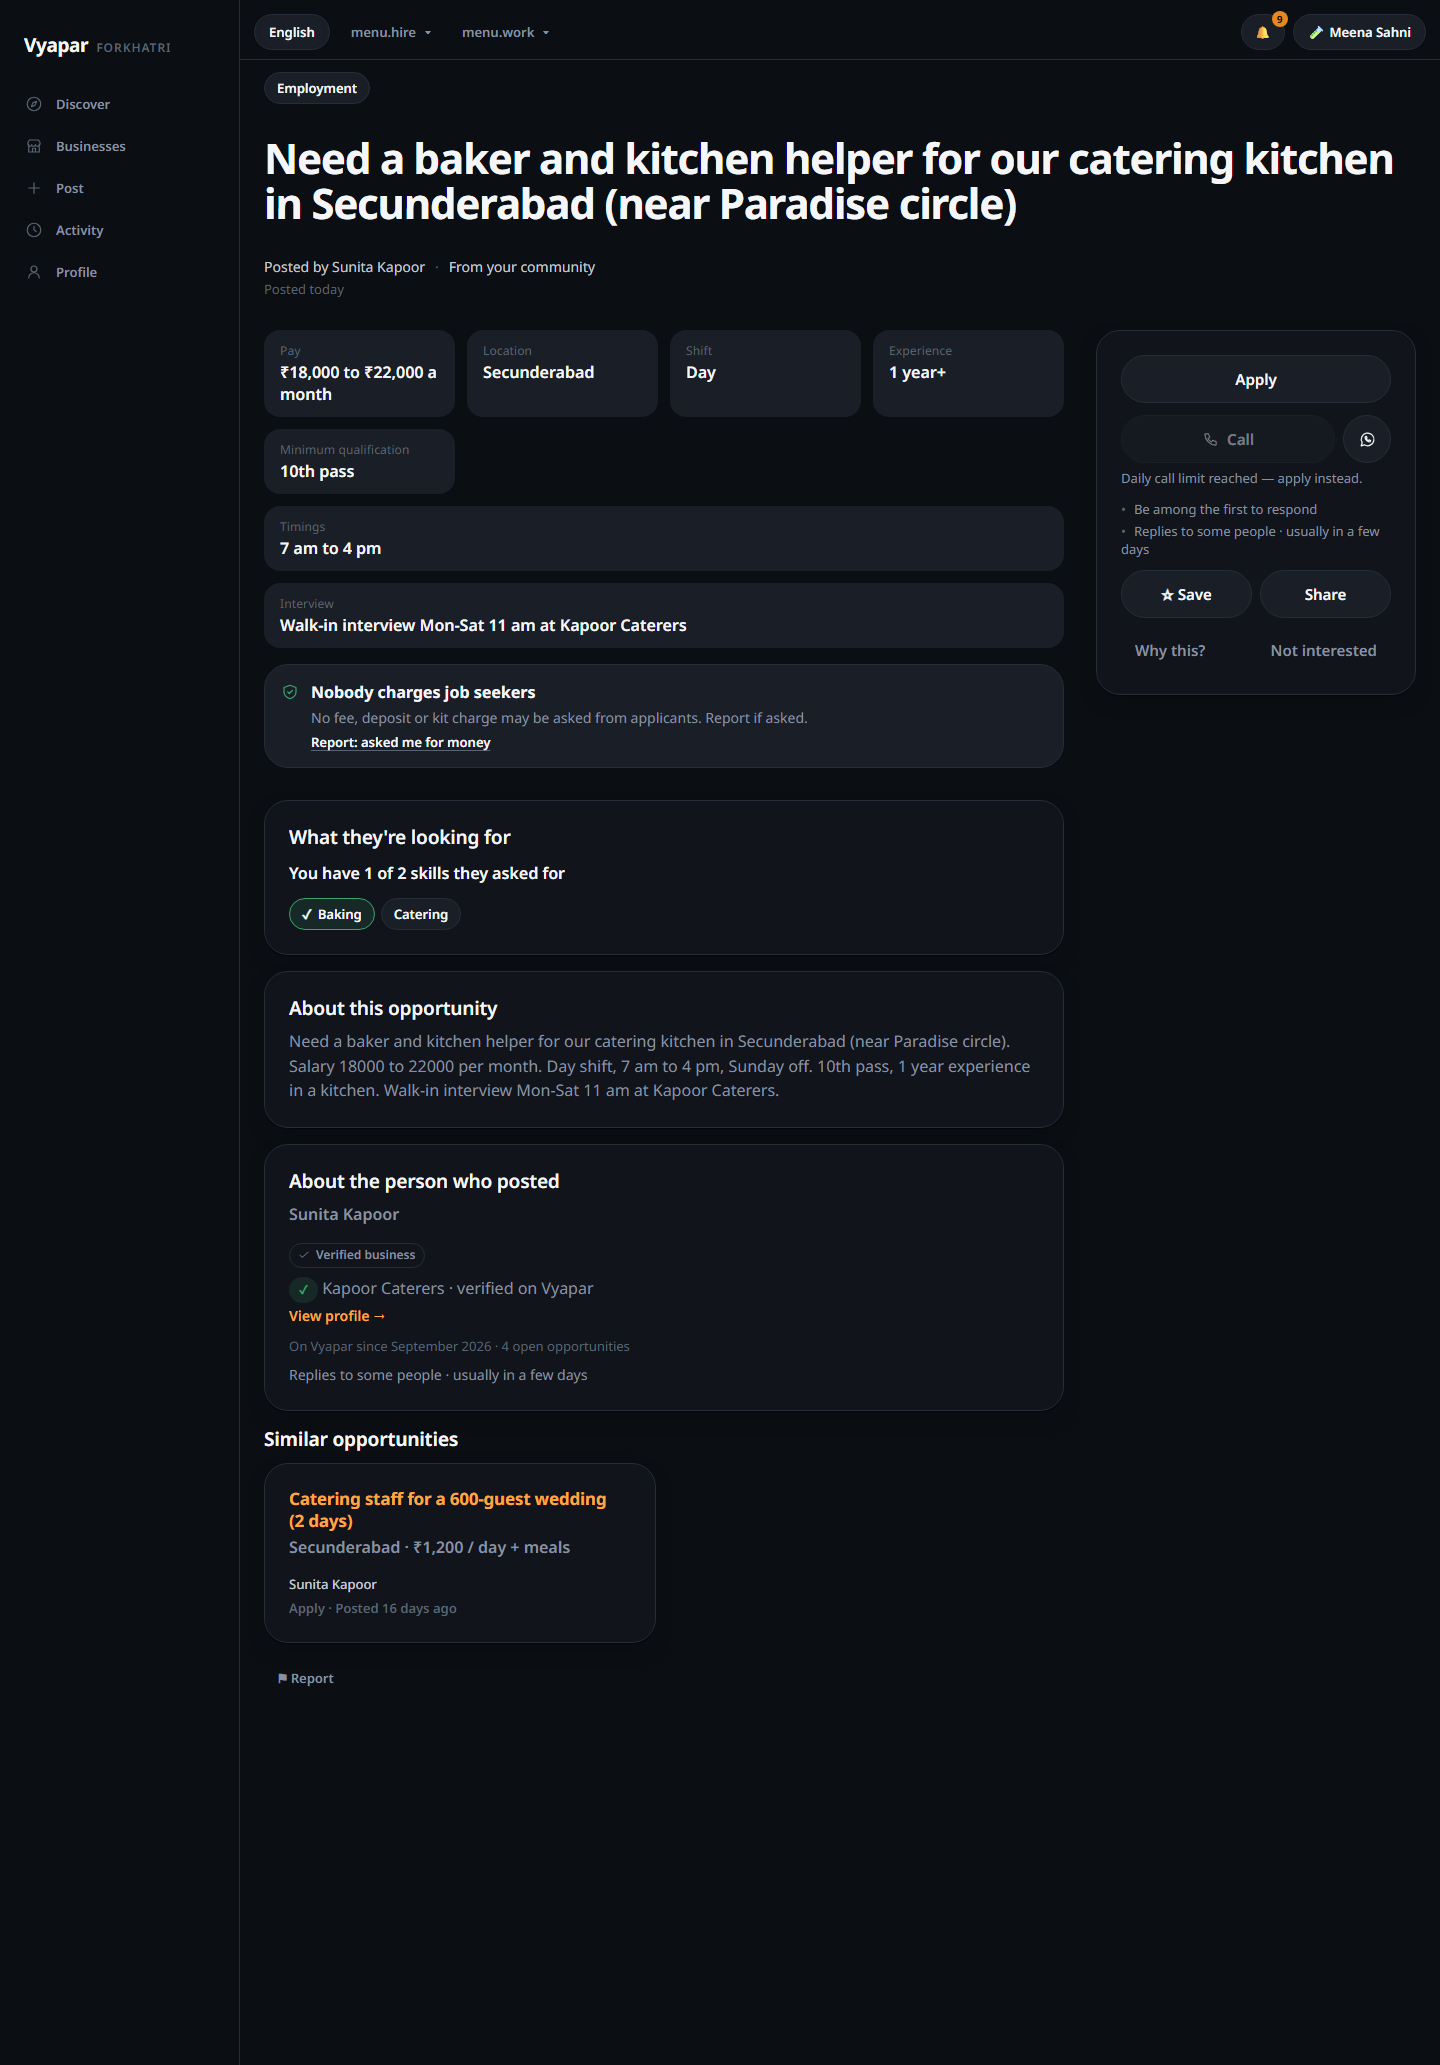 Vyapar FORKHATRI
Discover
Businesses
Post
Activity
Profile
English
menu.hire
menu.work
9
Meena Sahni
Employment
Need a baker and kitchen helper for our catering kitchen
in Secunderabad (near Paradise circle)
Posted by Sunita Kapoor · From your community
Posted today
Pay
₹18,000 to ₹22,000 a
month
Location
Secunderabad
Shift
Day
Experience
1 year+
Minimum qualification
10th pass
Timings
7 am to 4 pm
Interview
Walk-in interview Mon-Sat 11 am at Kapoor Caterers
Nobody charges job seekers
No fee, deposit or kit charge may be asked from applicants. Report if asked.
Report: asked me for money
Apply
Call
Daily call limit reached — apply instead.
• Be among the first to respond
• Replies to some people · usually in a few
days
☆ Save
Share
Why this?
Not interested
What they're looking for
You have 1 of 2 skills they asked for
✓ Baking
Catering
About this opportunity
Need a baker and kitchen helper for our catering kitchen in Secunderabad (near Paradise circle).
Salary 18000 to 22000 per month. Day shift, 7 am to 4 pm, Sunday off. 10th pass, 1 year experience
in a kitchen. Walk-in interview Mon-Sat 11 am at Kapoor Caterers.
About the person who posted
Sunita Kapoor
✓ Verified business
✓ Kapoor Caterers · verified on Vyapar
View profile →
On Vyapar since September 2026 · 4 open opportunities
Replies to some people · usually in a few days
Similar opportunities
Catering staff for a 600-guest wedding
(2 days)
Secunderabad · ₹1,200 / day + meals
Sunita Kapoor
Apply · Posted 16 days ago
⚑ Report